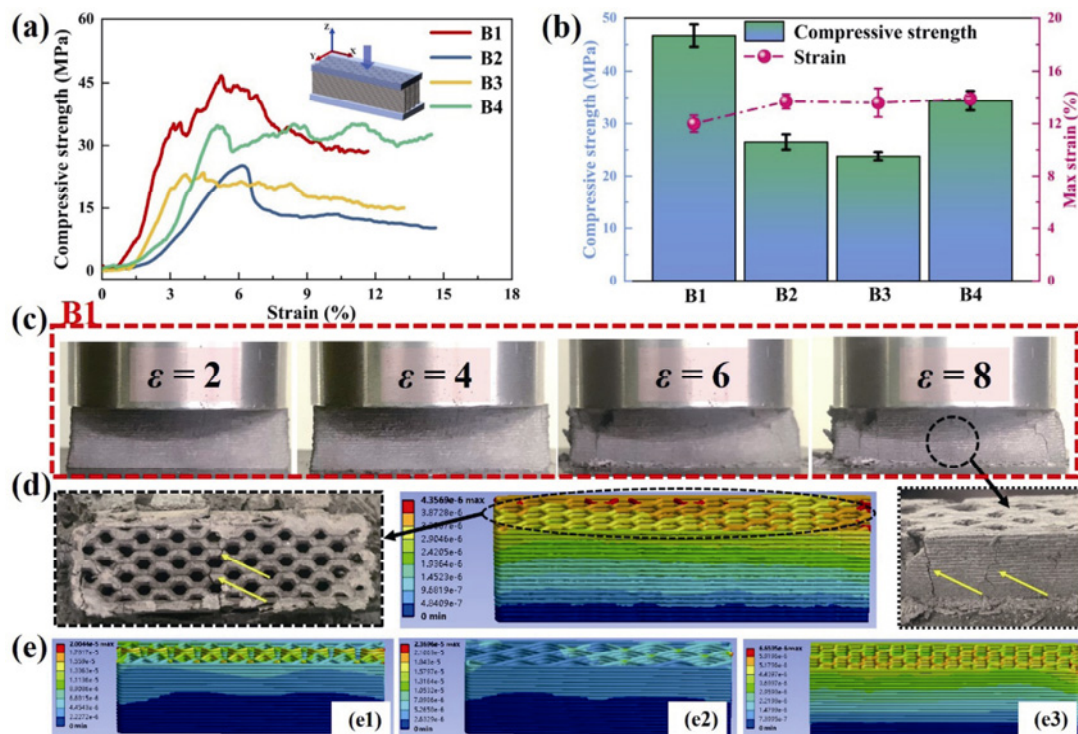 (a)
Compressive strength (MPa)
60
45
30
15
0
0 3 6 9 12 15 18
Strain (%)
Z
Y
X
B1
B2
B3
B4
(b)
Compressive strength (MPa)
50
40
30
20
10
0
Compressive strength
Strain
B1 B2 B3 B4
20
16
12
8
4
0
Max strain (%)
(c)
B1
ε = 2
ε = 4
ε = 6
ε = 8
(d)
4.3569e-6 max
3.8728e-6
2.9046e-6
2.4205e-6
1.9364e-6
1.4523e-6
9.6819e-7
4.8409e-7
0 min
(e)
0 min
(e1)
0 min
(e2)
0 min
(e3)